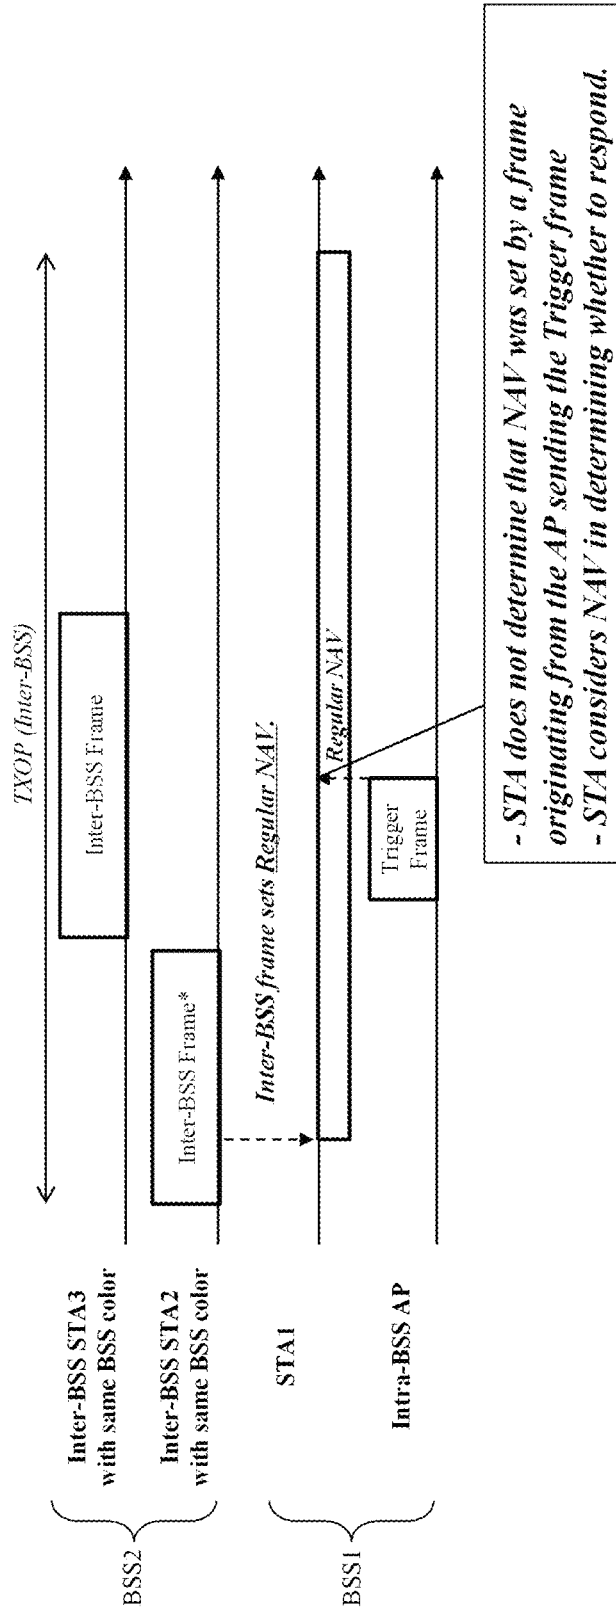 TXOP (Inter-BSS)
BSS2
Inter-BSS STA3
with same BSS color
Inter-BSS Frame
Inter-BSS STA2
with same BSS color
Inter-BSS Frame*
Inter-BSS frame sets Regular NAV.
BSS1
STA1
Regular NAV
Intra-BSS AP
Trigger
Frame
- STA does not determine that NAV was set by a frame
originating from the AP sending the Trigger frame
- STA considers NAV in determining whether to respond.